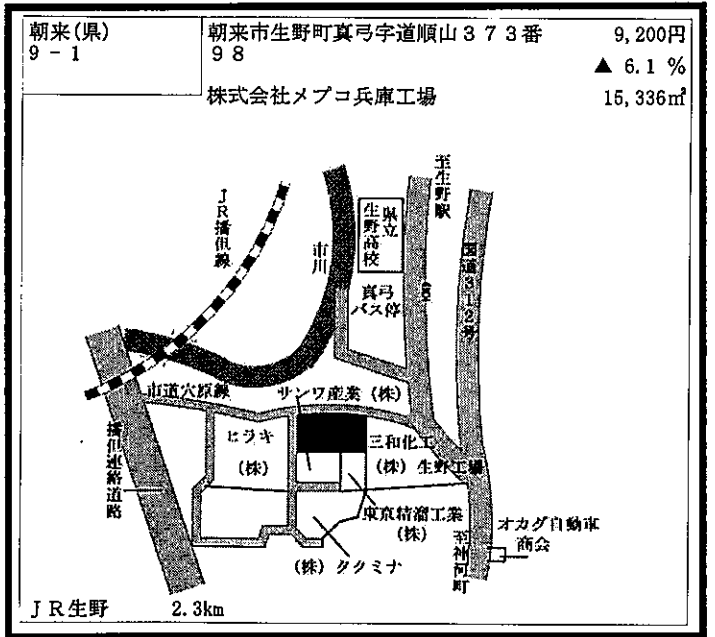 朝来(県)
９－１
朝来市生野町真弓字道順山３７３番
９８
株式会社メプコ兵庫工場
9,200円
▲ 6.1 %
15,336㎡
ＪＲ播但線
市川
県立
生野高校
真弓
バス停
至生野駅
国道３１２号
市道穴原線
サンワ産業（株）
播但連絡道路
ヒラキ
（株）
三和化工
（株）生野工場
東京精溜工業
（株）
（株）タクミナ
オカダ自動車
商会
至神河町
ＪＲ生野 2.3km